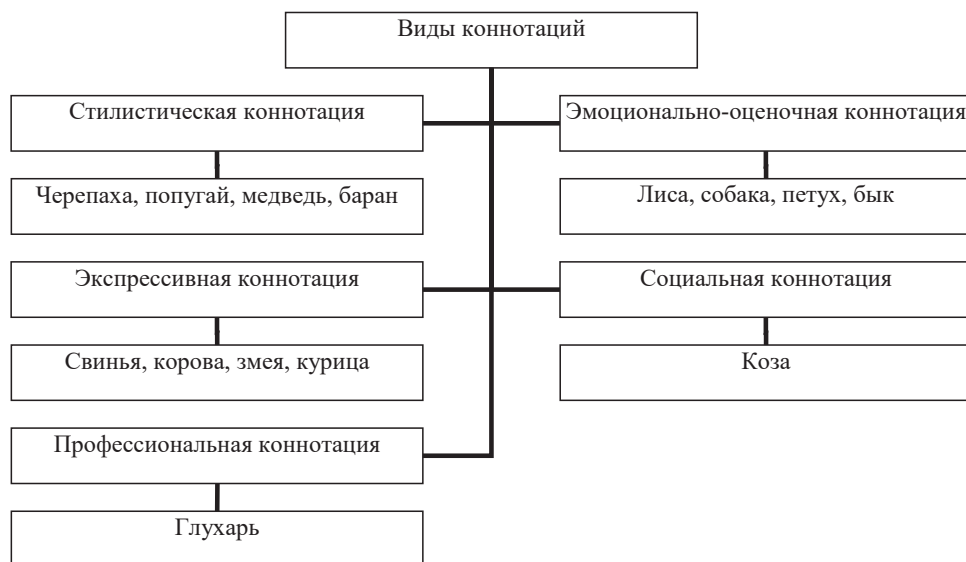 Виды коннотаций
Стилистическая коннотация
Эмоционально-оценочная коннотация
Черепаха, попугай, медведь, баран
Лиса, собака, петух, бык
Экспрессивная коннотация
Социальная коннотация
Свинья, корова, змея, курица
Коза
Профессиональная коннотация
Глухарь